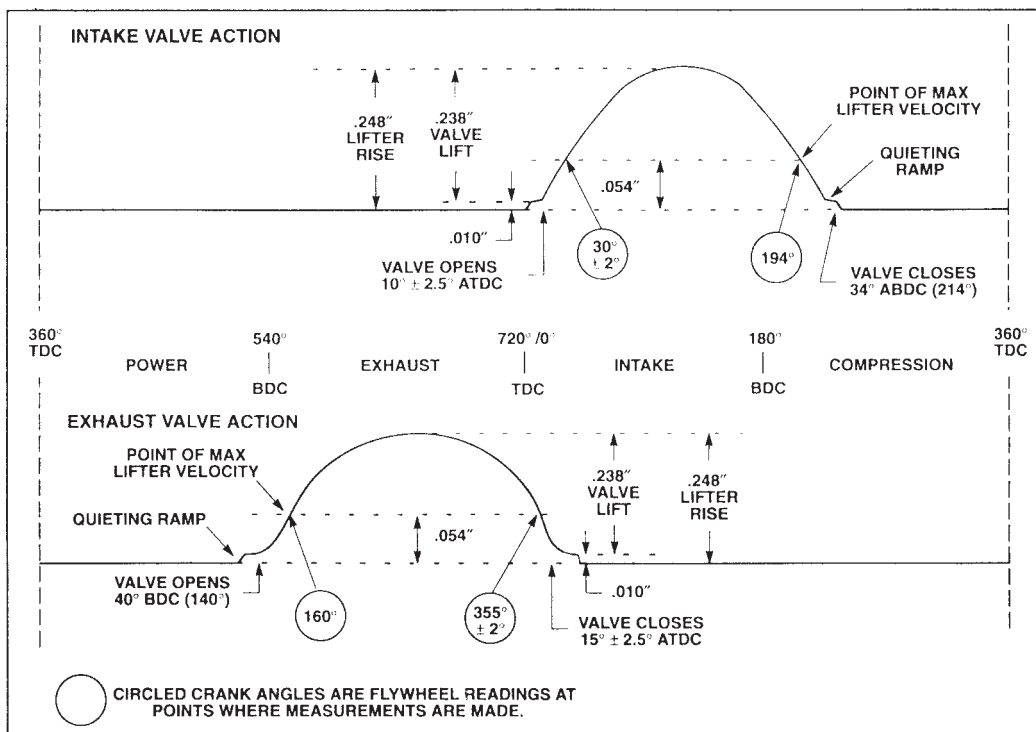 INTAKE VALVE ACTION
.248"
LIFTER
RISE
.238"
VALVE
LIFT
POINT OF MAX
LIFTER VELOCITY
QUIETING
RAMP
.054"
.010"
30°
± 2°
194°
VALVE OPENS
10° ± 2.5° ATDC
VALVE CLOSES
34° ABDC (214°)
360°
TDC
POWER
540°
BDC
EXHAUST
720° /0°
TDC
INTAKE
180°
BDC
COMPRESSION
360°
TDC
EXHAUST VALVE ACTION
POINT OF MAX
LIFTER VELOCITY
QUIETING RAMP
.238"
VALVE
LIFT
.248"
LIFTER
RISE
.054"
VALVE OPENS
40° BDC (140°)
160°
355°
± 2°
.010"
VALVE CLOSES
15° ± 2.5° ATDC
CIRCLED CRANK ANGLES ARE FLYWHEEL READINGS AT
POINTS WHERE MEASUREMENTS ARE MADE.